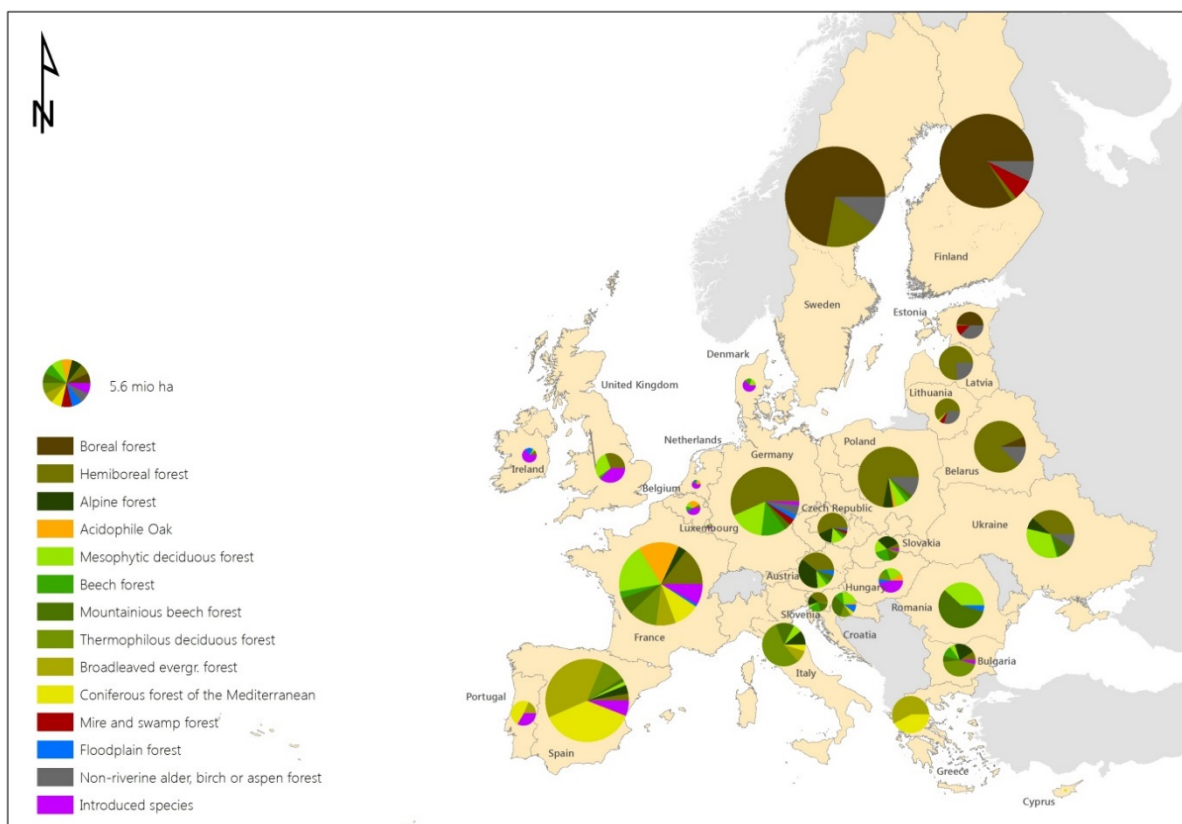 N
Finland
Sweden
Estonia
Denmark
Latvia
United Kingdom
5.6 mio ha
Lithuania
Netherlands
Boreal forest
Germany
Poland
Hemiboreal forest
Ireland
Belarus
Alpine forest
Belgium
Czech Republic
Acidophile Oak
Luxembourg
Ukraine
Slovakia
Mesophytic deciduous forest
Austria
Beech forest
Hungary
Mountainious beech forest
Romania
Slovenia
Thermophilous deciduous forest
France
Croatia
Broadleaved evergr. forest
Italy
Bulgaria
Coniferous forest of the Mediterranean
Portugal
Mire and swamp forest
Floodplain forest
Spain
Non-riverine alder, birch or aspen forest
Greece
Introduced species
Cyprus